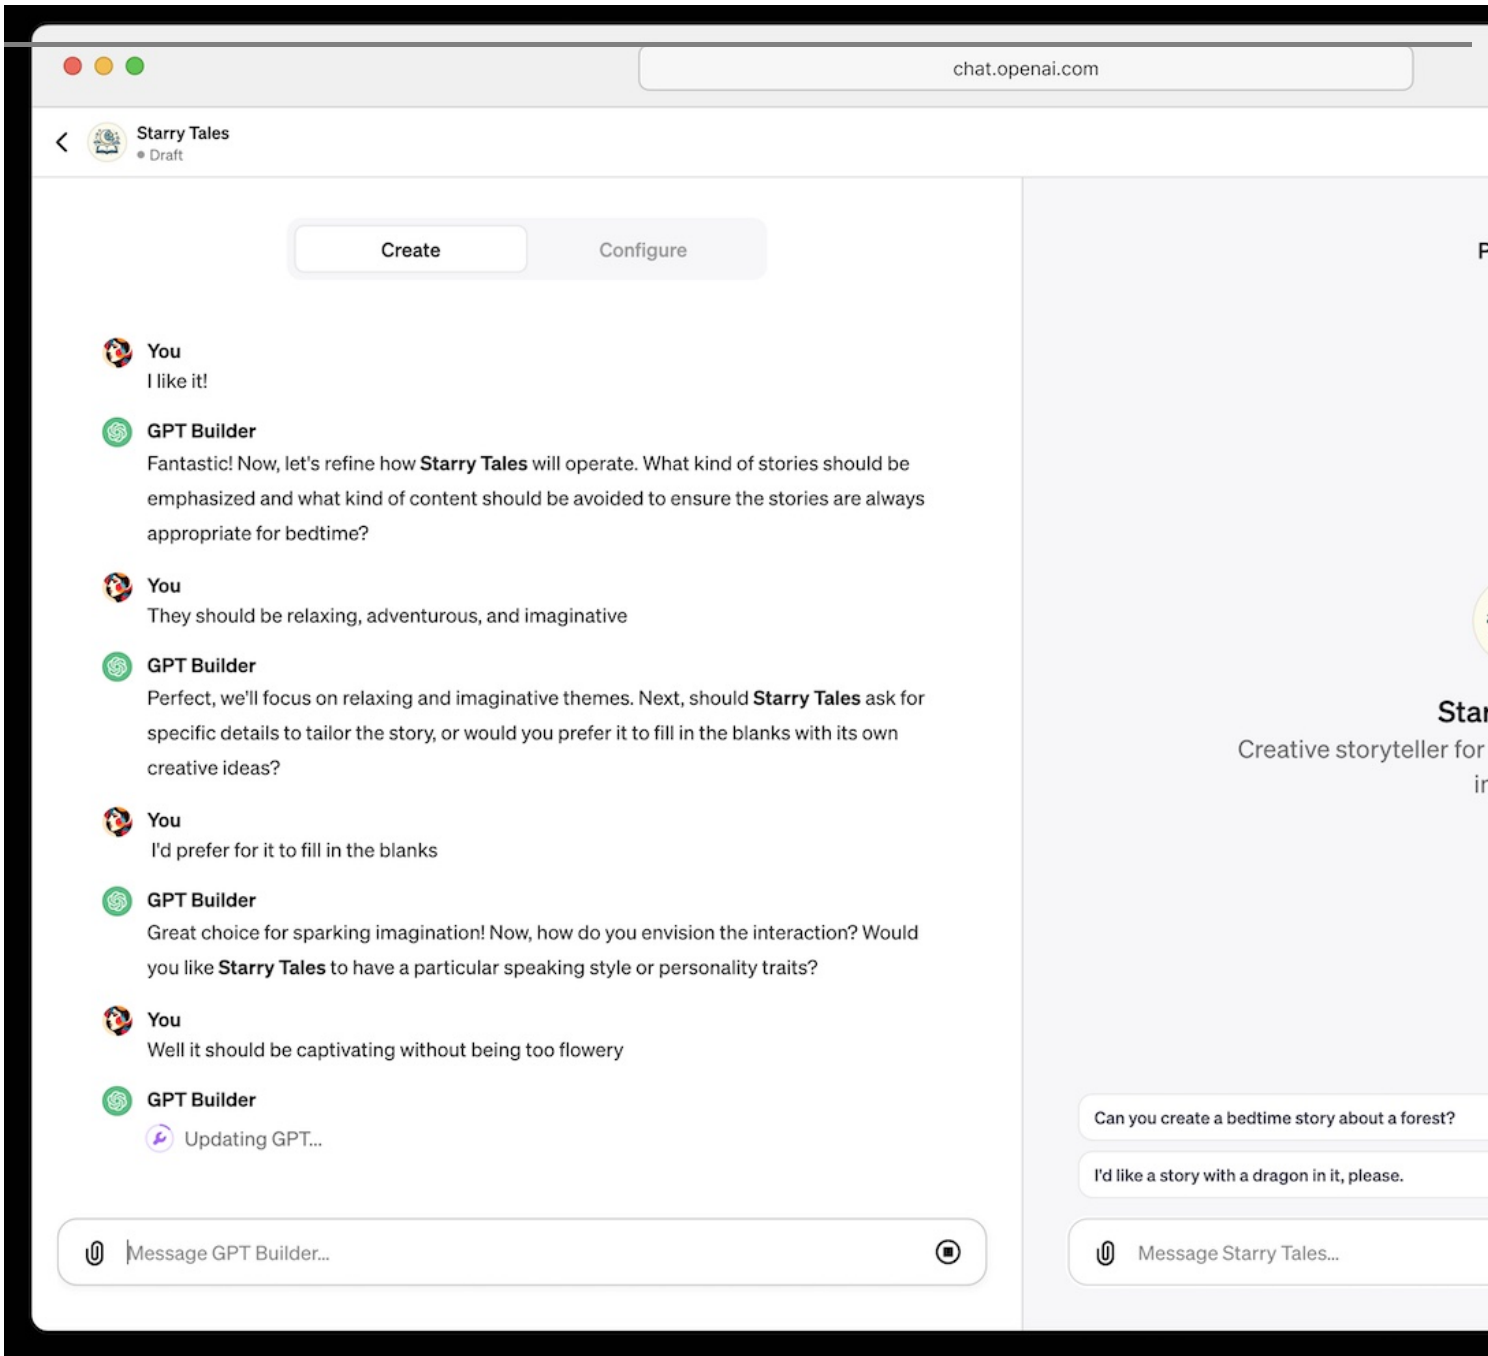 chat.openai.com
Starry Tales
Draft
Create
Configure
You
I like it!
GPT Builder
Fantastic! Now, let's refine how Starry Tales will operate. What kind of stories should be
emphasized and what kind of content should be avoided to ensure the stories are always
appropriate for bedtime?
You
They should be relaxing, adventurous, and imaginative
GPT Builder
Perfect, we'll focus on relaxing and imaginative themes. Next, should Starry Tales ask for
specific details to tailor the story, or would you prefer it to fill in the blanks with its own
creative ideas?
You
I'd prefer for it to fill in the blanks
GPT Builder
Great choice for sparking imagination! Now, how do you envision the interaction? Would
you like Starry Tales to have a particular speaking style or personality traits?
You
Well it should be captivating without being too flowery
GPT Builder
Updating GPT...
Message GPT Builder...
Creative storyteller for
Can you create a bedtime story about a forest?
I'd like a story with a dragon in it, please.
Message Starry Tales...